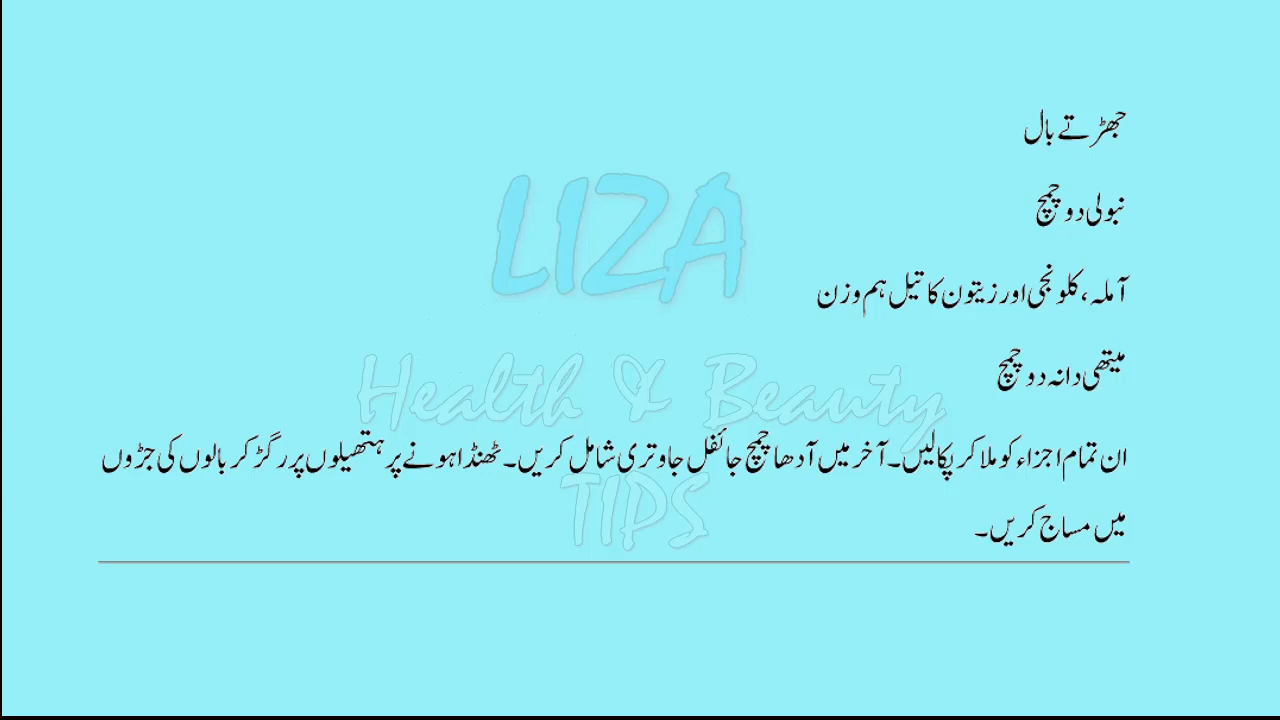 جھڑتے بال
نبولی دو چمچ
LIZA
آملہ، کلونجی اور زیتون کا تیل ہم وزن
میتھی دانہ دو چمچ
Health & Beauty
ان تمام اجزاء کو ملا کر پکالیں۔ آخر میں آدھا چمچ جائفل جاوتری شامل کریں۔ ٹھنڈا ہونے پر ہتھیلوں پر رگڑ کر بالوں کی جڑوں
TIPS
میں مساج کریں۔